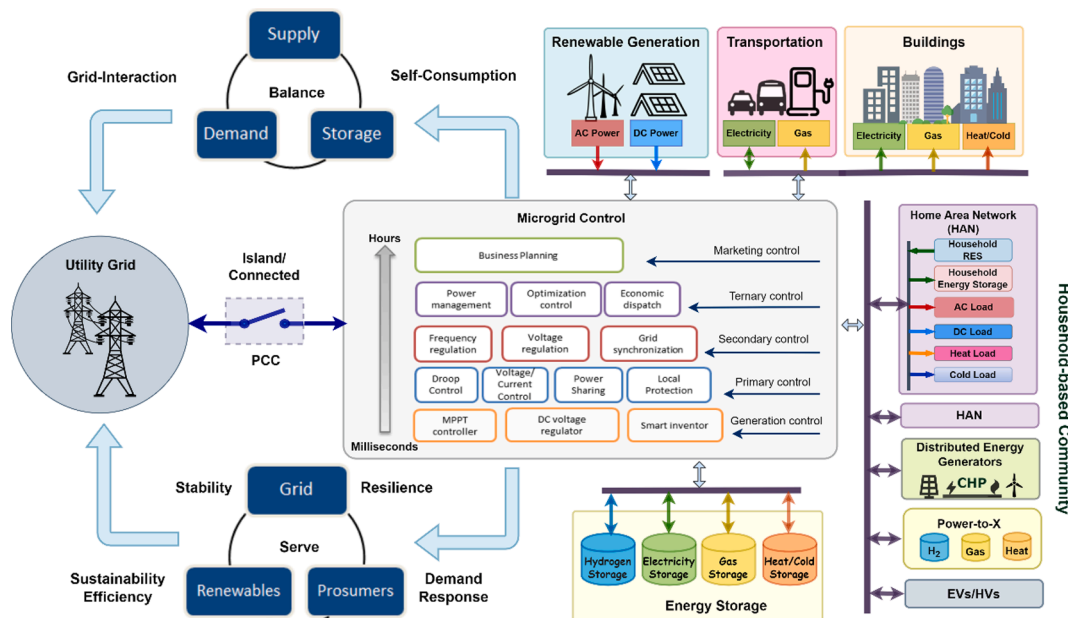 Supply
Grid-Interaction
Self-Consumption
Balance
Demand
Storage
Renewable Generation
AC Power
DC Power
Transportation
Electricity
Gas
Buildings
Electricity
Gas
Heat/Cold
Utility Grid
Island/
Connected
PCC
Microgrid Control
Hours
Milliseconds
Business Planning
Marketing control
Power
management
Optimization
control
Economic
dispatch
Ternary control
Frequency
regulation
Voltage
regulation
Grid
synchronization
Secondary control
Droop
Control
Voltage/
Current
Control
Power
Sharing
Local
Protection
Primary control
MPPT
controller
DC voltage
regulator
Smart inventor
Generation control
Home Area Network
(HAN)
Household
RES
Household
Energy Storage
AC Load
DC Load
Heat Load
Cold Load
HAN
Distributed Energy
Generators
CHP
Power-to-X
H2
Gas
Heat
EVs/HVs
Household-based Community
Stability
Grid
Resilience
Serve
Sustainability
Efficiency
Renewables
Prosumers
Demand
Response
Hydrogen
Storage
Electricity
Storage
Gas
Storage
Heat/Cold
Storage
Energy Storage